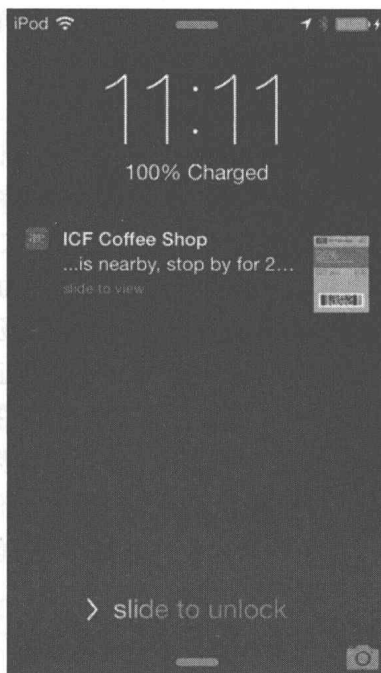 iPod
11:11
100% Charged
ICF Coffee Shop
...is nearby, stop by for 2...
slide to view
slide to unlock